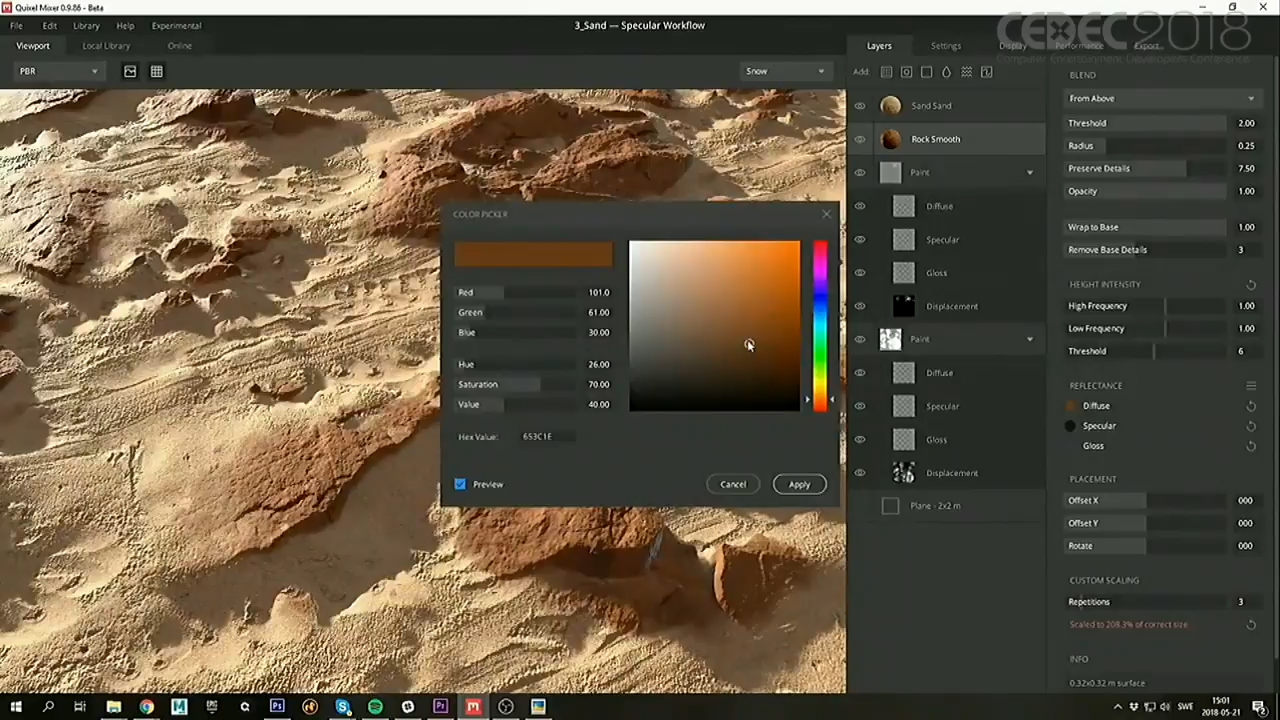 Quixel Mixer 0.9.86 - Beta
File Edit Library Help Experimental
3_Sand — Specular Workflow
CEDEC2018
Computer Entertainment Developers Conference
Viewport Local Library Online
Layers Settings Display Performance Export...
PBR
Snow
Add:
Sand Sand
Rock Smooth
Paint
Diffuse
Specular
Gloss
Displacement
Paint
Diffuse
Specular
Gloss
Displacement
Plane - 2x2 m
COLOR PICKER
Red 101.0
Green 61.00
Blue 30.00
Hue 26.00
Saturation 70.00
Value 40.00
Hex Value: 653C1E
Preview
Cancel
Apply
BLEND
From Above
Threshold 2.00
Radius 0.25
Preserve Details 7.50
Opacity 1.00
Wrap to Base 1.00
Remove Base Details 3
HEIGHT INTENSITY
High Frequency 1.00
Low Frequency 1.00
Threshold 6
REFLECTANCE
Diffuse
Specular
Gloss
PLACEMENT
Offset X 000
Offset Y 000
Rotate 000
CUSTOM SCALING
Repetitions 3
Scaled to 208.3% of correct size
INFO
0.32x0.32 m surface
SWE
15:01
2018-05-21